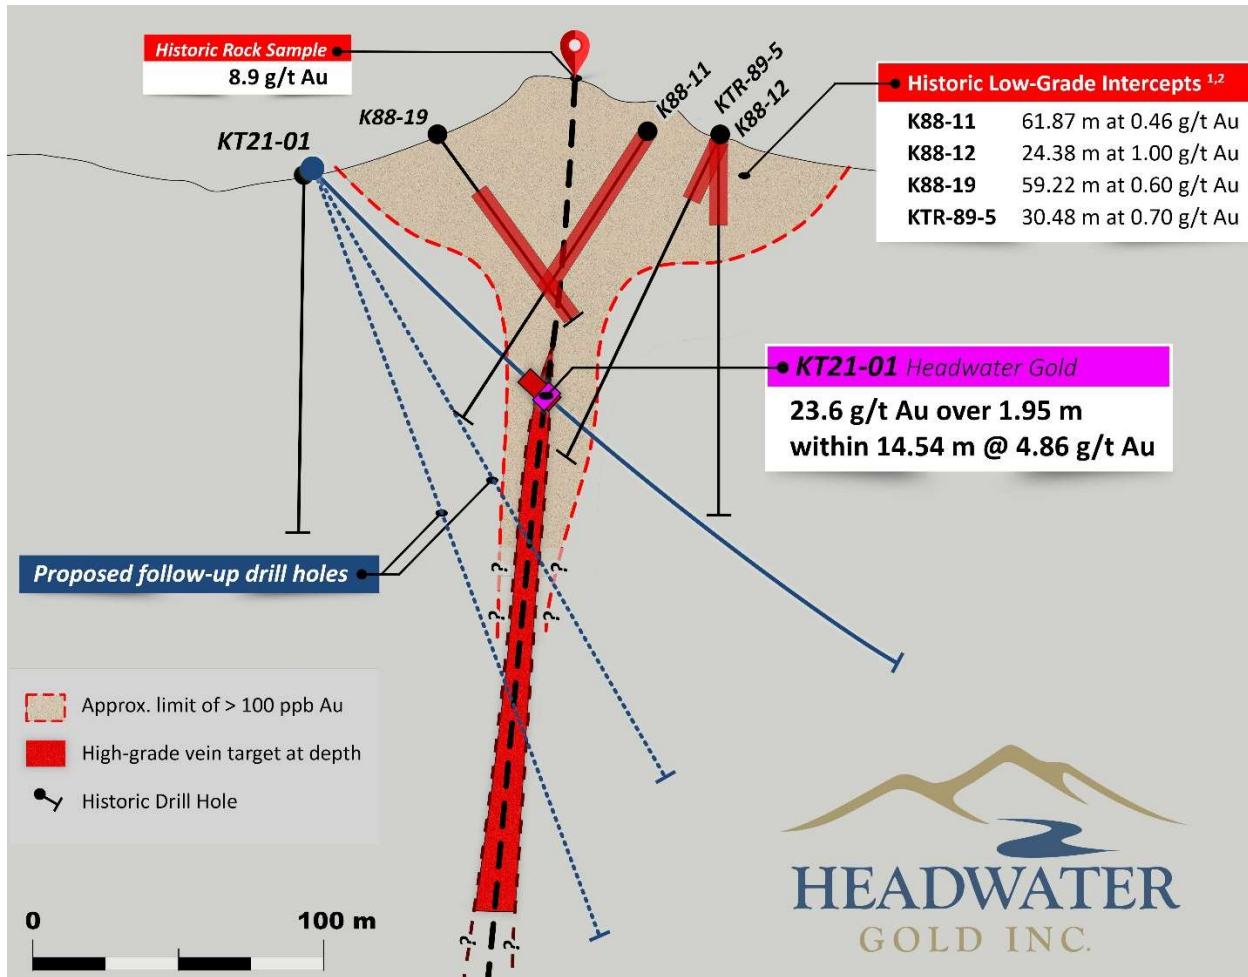 Historic Rock Sample
8.9 g/t Au
K88-19
K88-11
KTR-89-5
K88-12
KT21-01
Historic Low-Grade Intercepts 1,2
K88-11 61.87 m at 0.46 g/t Au
K88-12 24.38 m at 1.00 g/t Au
K88-19 59.22 m at 0.60 g/t Au
KTR-89-5 30.48 m at 0.70 g/t Au
KT21-01 Headwater Gold
23.6 g/t Au over 1.95 m
within 14.54 m @ 4.86 g/t Au
Proposed follow-up drill holes
? ?
? ?
Approx. limit of > 100 ppb Au
High-grade vein target at depth
Historic Drill Hole
0 100 m
? ?
HEADWATER
GOLD INC.